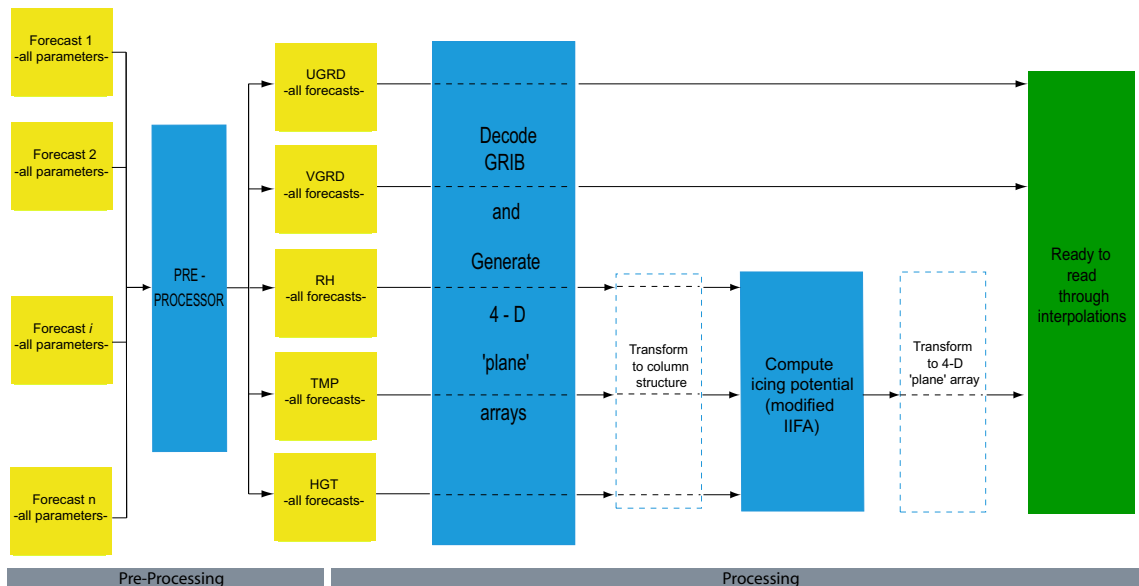 Forecast 1
-all parameters-
Forecast 2
-all parameters-
Forecast i
-all parameters-
Forecast n
-all parameters-
PRE -
PROCESSOR
UGRD
-all forecasts-
VGRD
-all forecasts-
RH
-all forecasts-
TMP
-all forecasts-
HGT
-all forecasts-
Decode
GRIB
and
Generate
4 - D
'plane'
arrays
Transform
to column
structure
Compute
icing potential
(modified
IIFA)
Transform
to 4-D
'plane' array
Ready to
read
through
interpolations
Pre-Processing
Processing